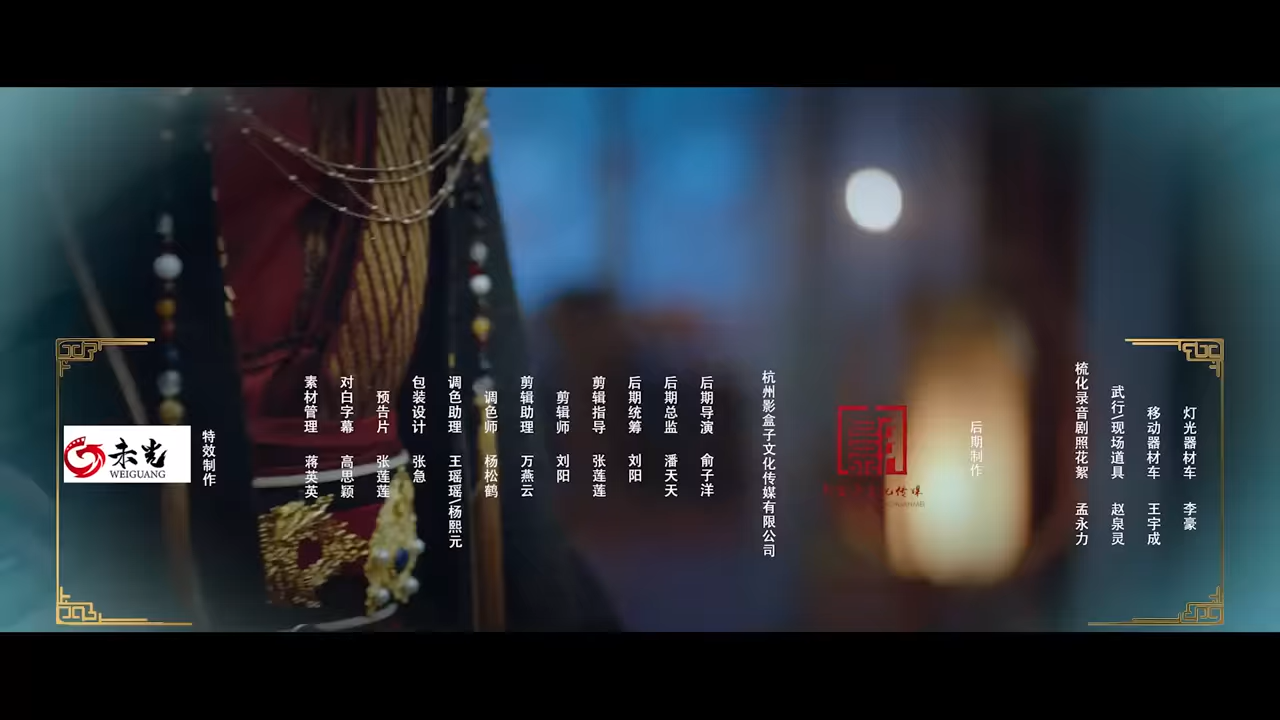 灯光器材车 李豪
移动器材车 王宇成
武行/现场道具 赵泉灵
梳化录音剧照花絮 孟永力
后期制作
杭州影盒子文化传媒有限公司
后期导演 俞子洋
后期总监 潘天天
后期统筹 刘阳
剪辑指导 张莲莲
剪辑师 刘阳
剪辑助理 万燕云
调色师 杨松鹤
调色助理 王瑶瑶/杨熙元
包装设计 张急
预告片 张莲莲
对白字幕 高思颖
素材管理 蒋英英
特效制作
未光
WEIGUANG